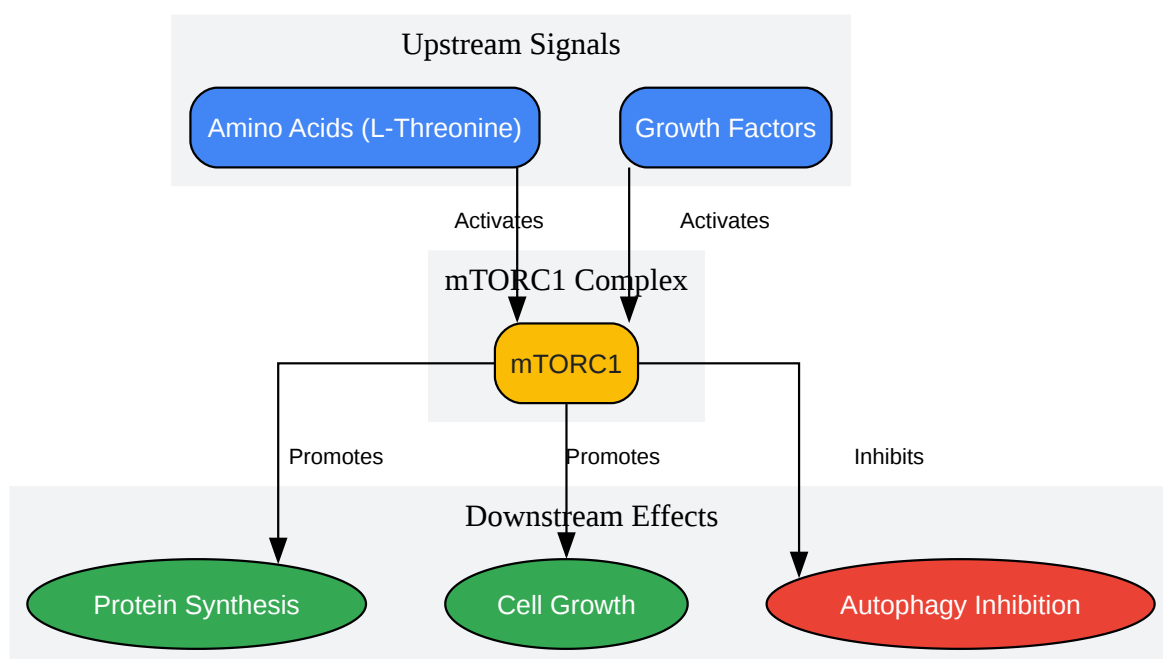 Upstream Signals
Amino Acids (L-Threonine)
Growth Factors
Activates
Activates
mTORC1 Complex
mTORC1
Promotes
Promotes
Inhibits
Downstream Effects
Protein Synthesis
Cell Growth
Autophagy Inhibition